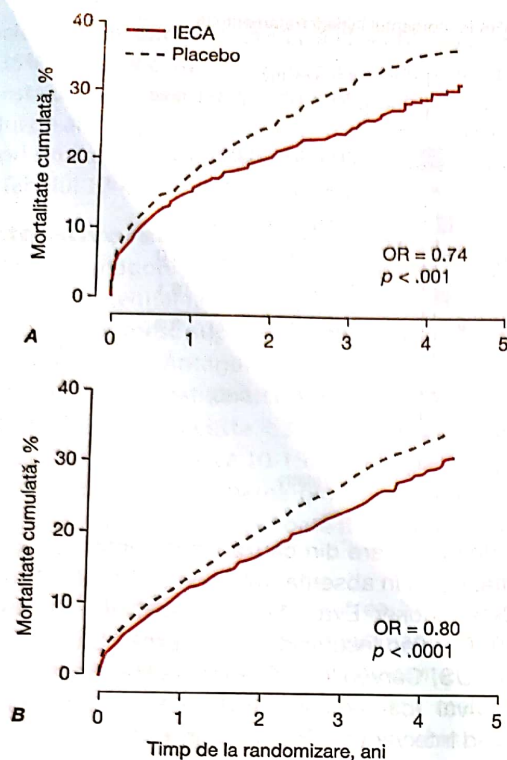 40
IECA
Placebo
30
20
10
0
Mortalitate cumulată, %
OR = 0.74
p < .001
0 1 2 3 4 5
A
40
30
20
10
0
Mortalitate cumulată, %
OR = 0.80
p < .0001
0 1 2 3 4 5
B
Timp de la randomizare, ani